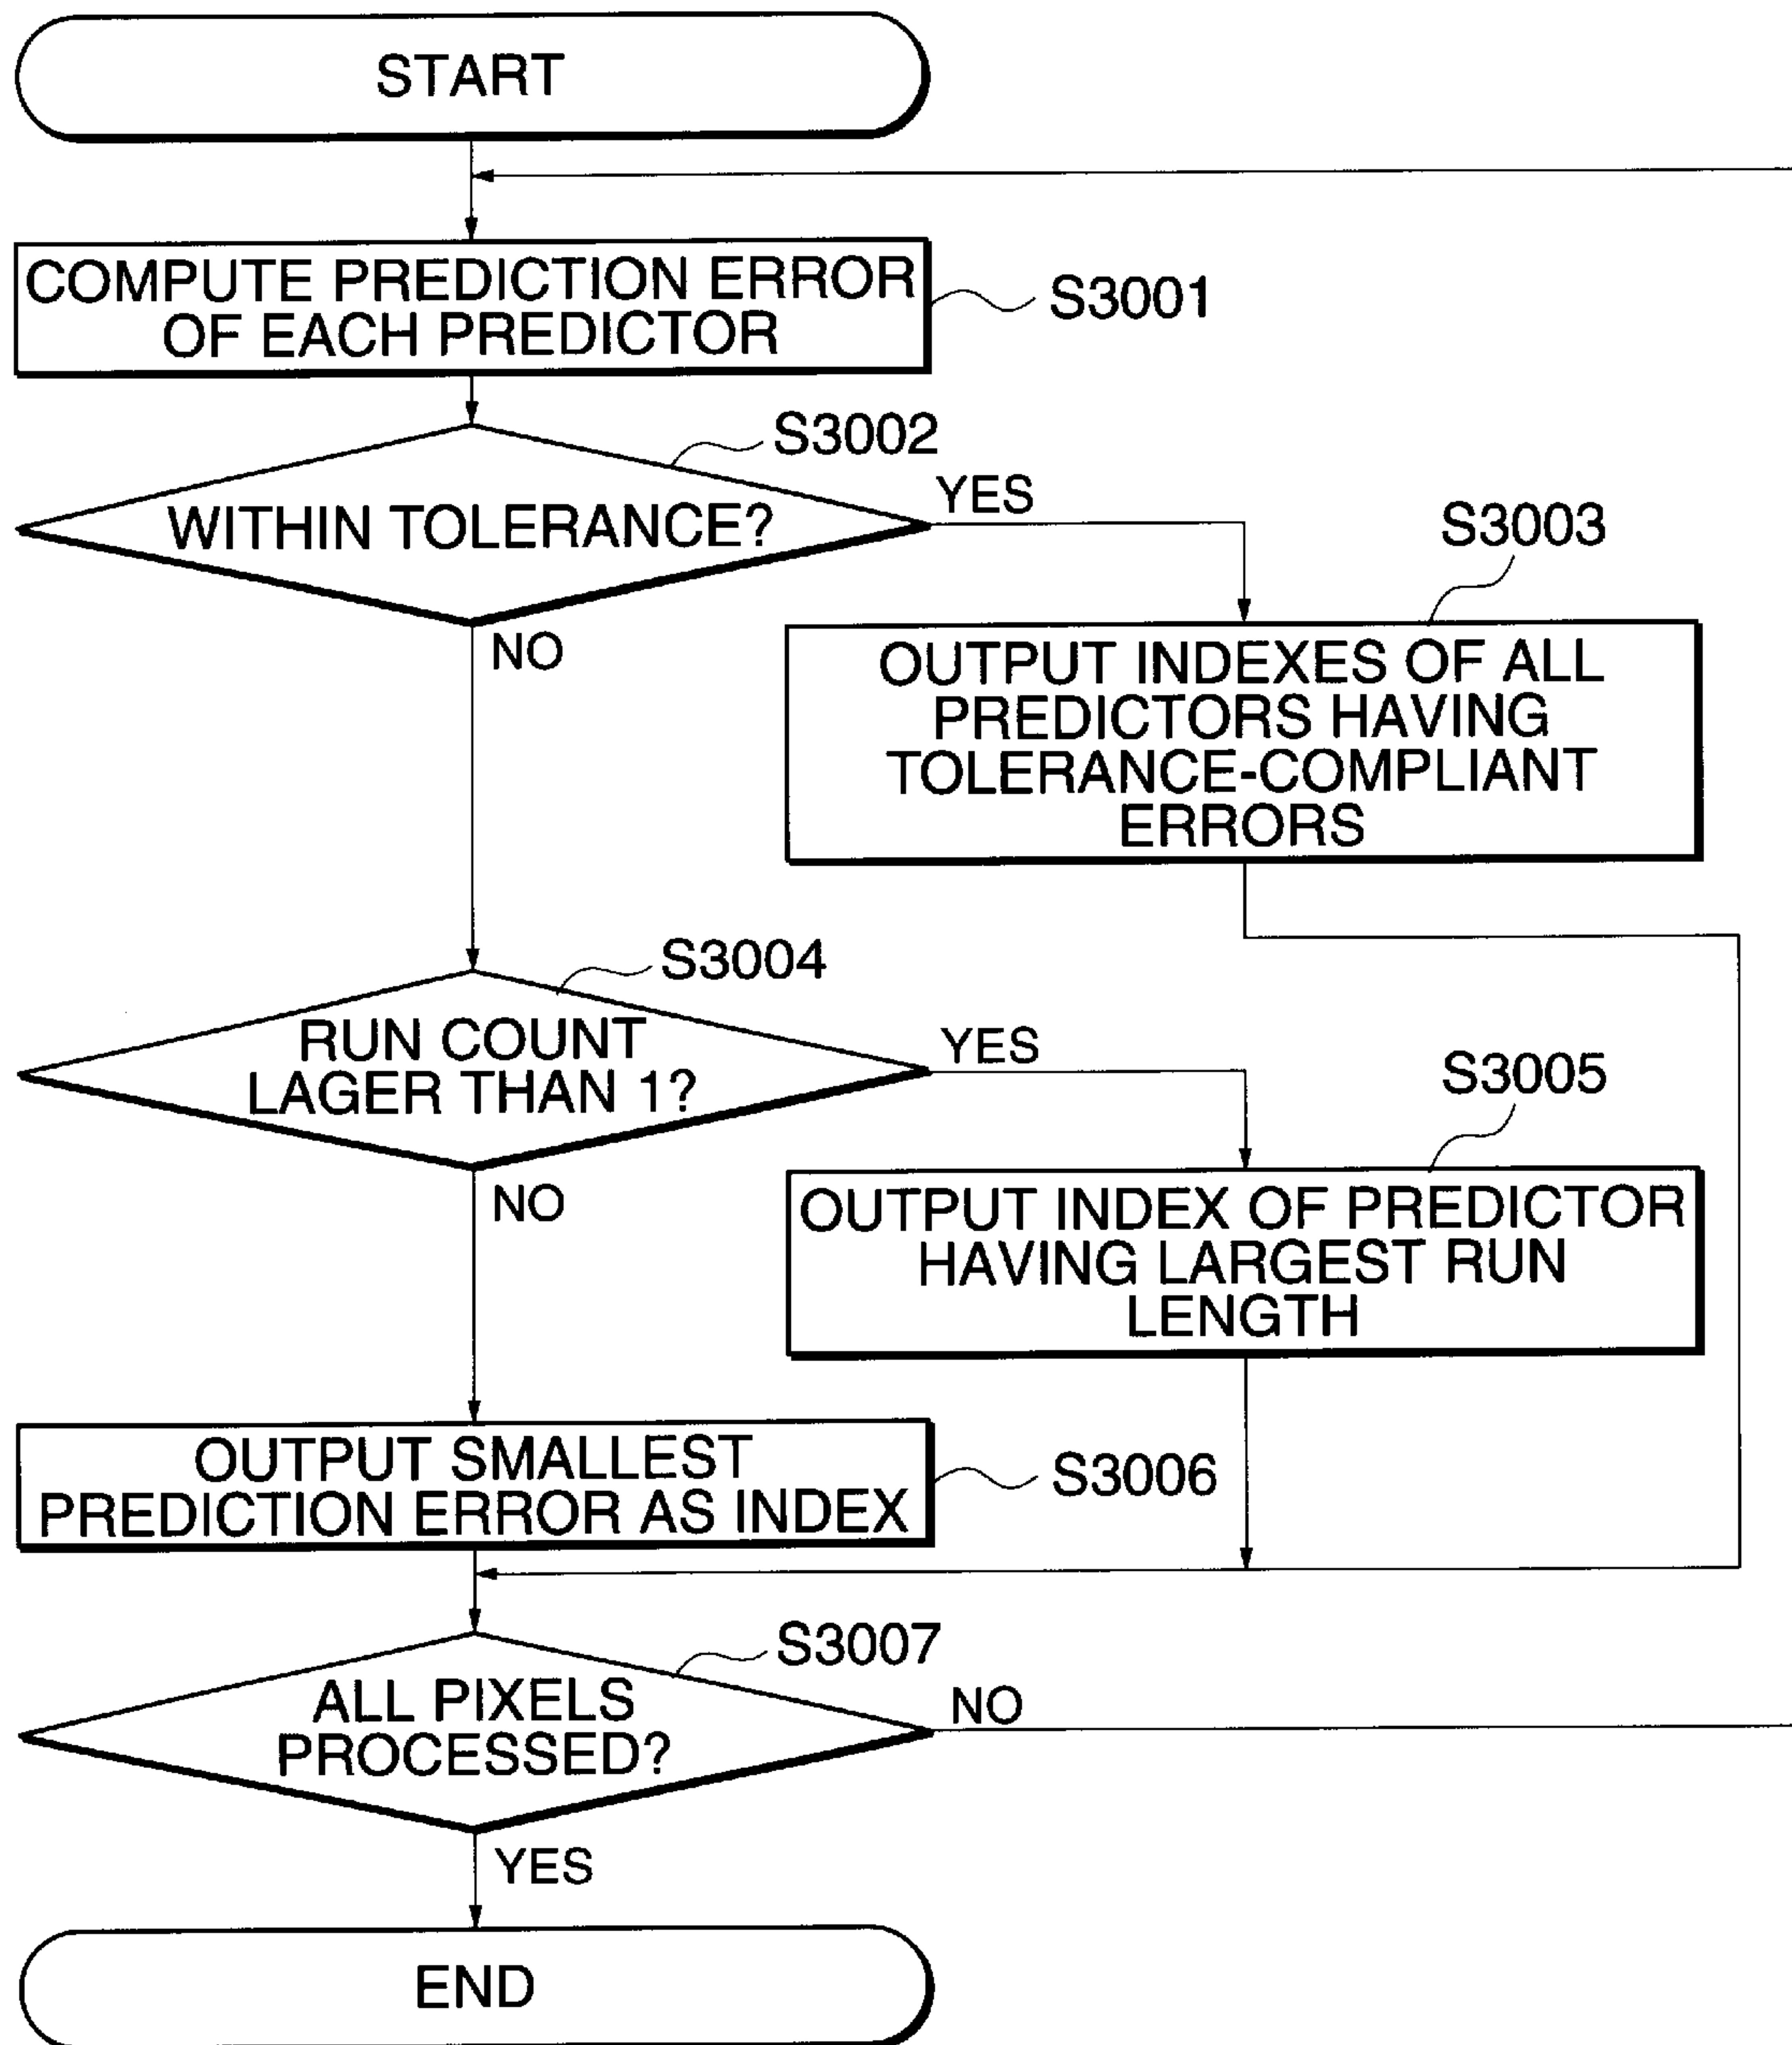 START
COMPUTE PREDICTION ERROR
OF EACH PREDICTOR
S3001
S3002
WITHIN TOLERANCE?
YES
NO
S3003
OUTPUT INDEXES OF ALL
PREDICTORS HAVING
TOLERANCE-COMPLIANT
ERRORS
S3004
RUN COUNT
LAGER THAN 1?
YES
NO
S3005
OUTPUT INDEX OF PREDICTOR
HAVING LARGEST RUN
LENGTH
OUTPUT SMALLEST
PREDICTION ERROR AS INDEX
S3006
S3007
ALL PIXELS
PROCESSED?
NO
YES
END